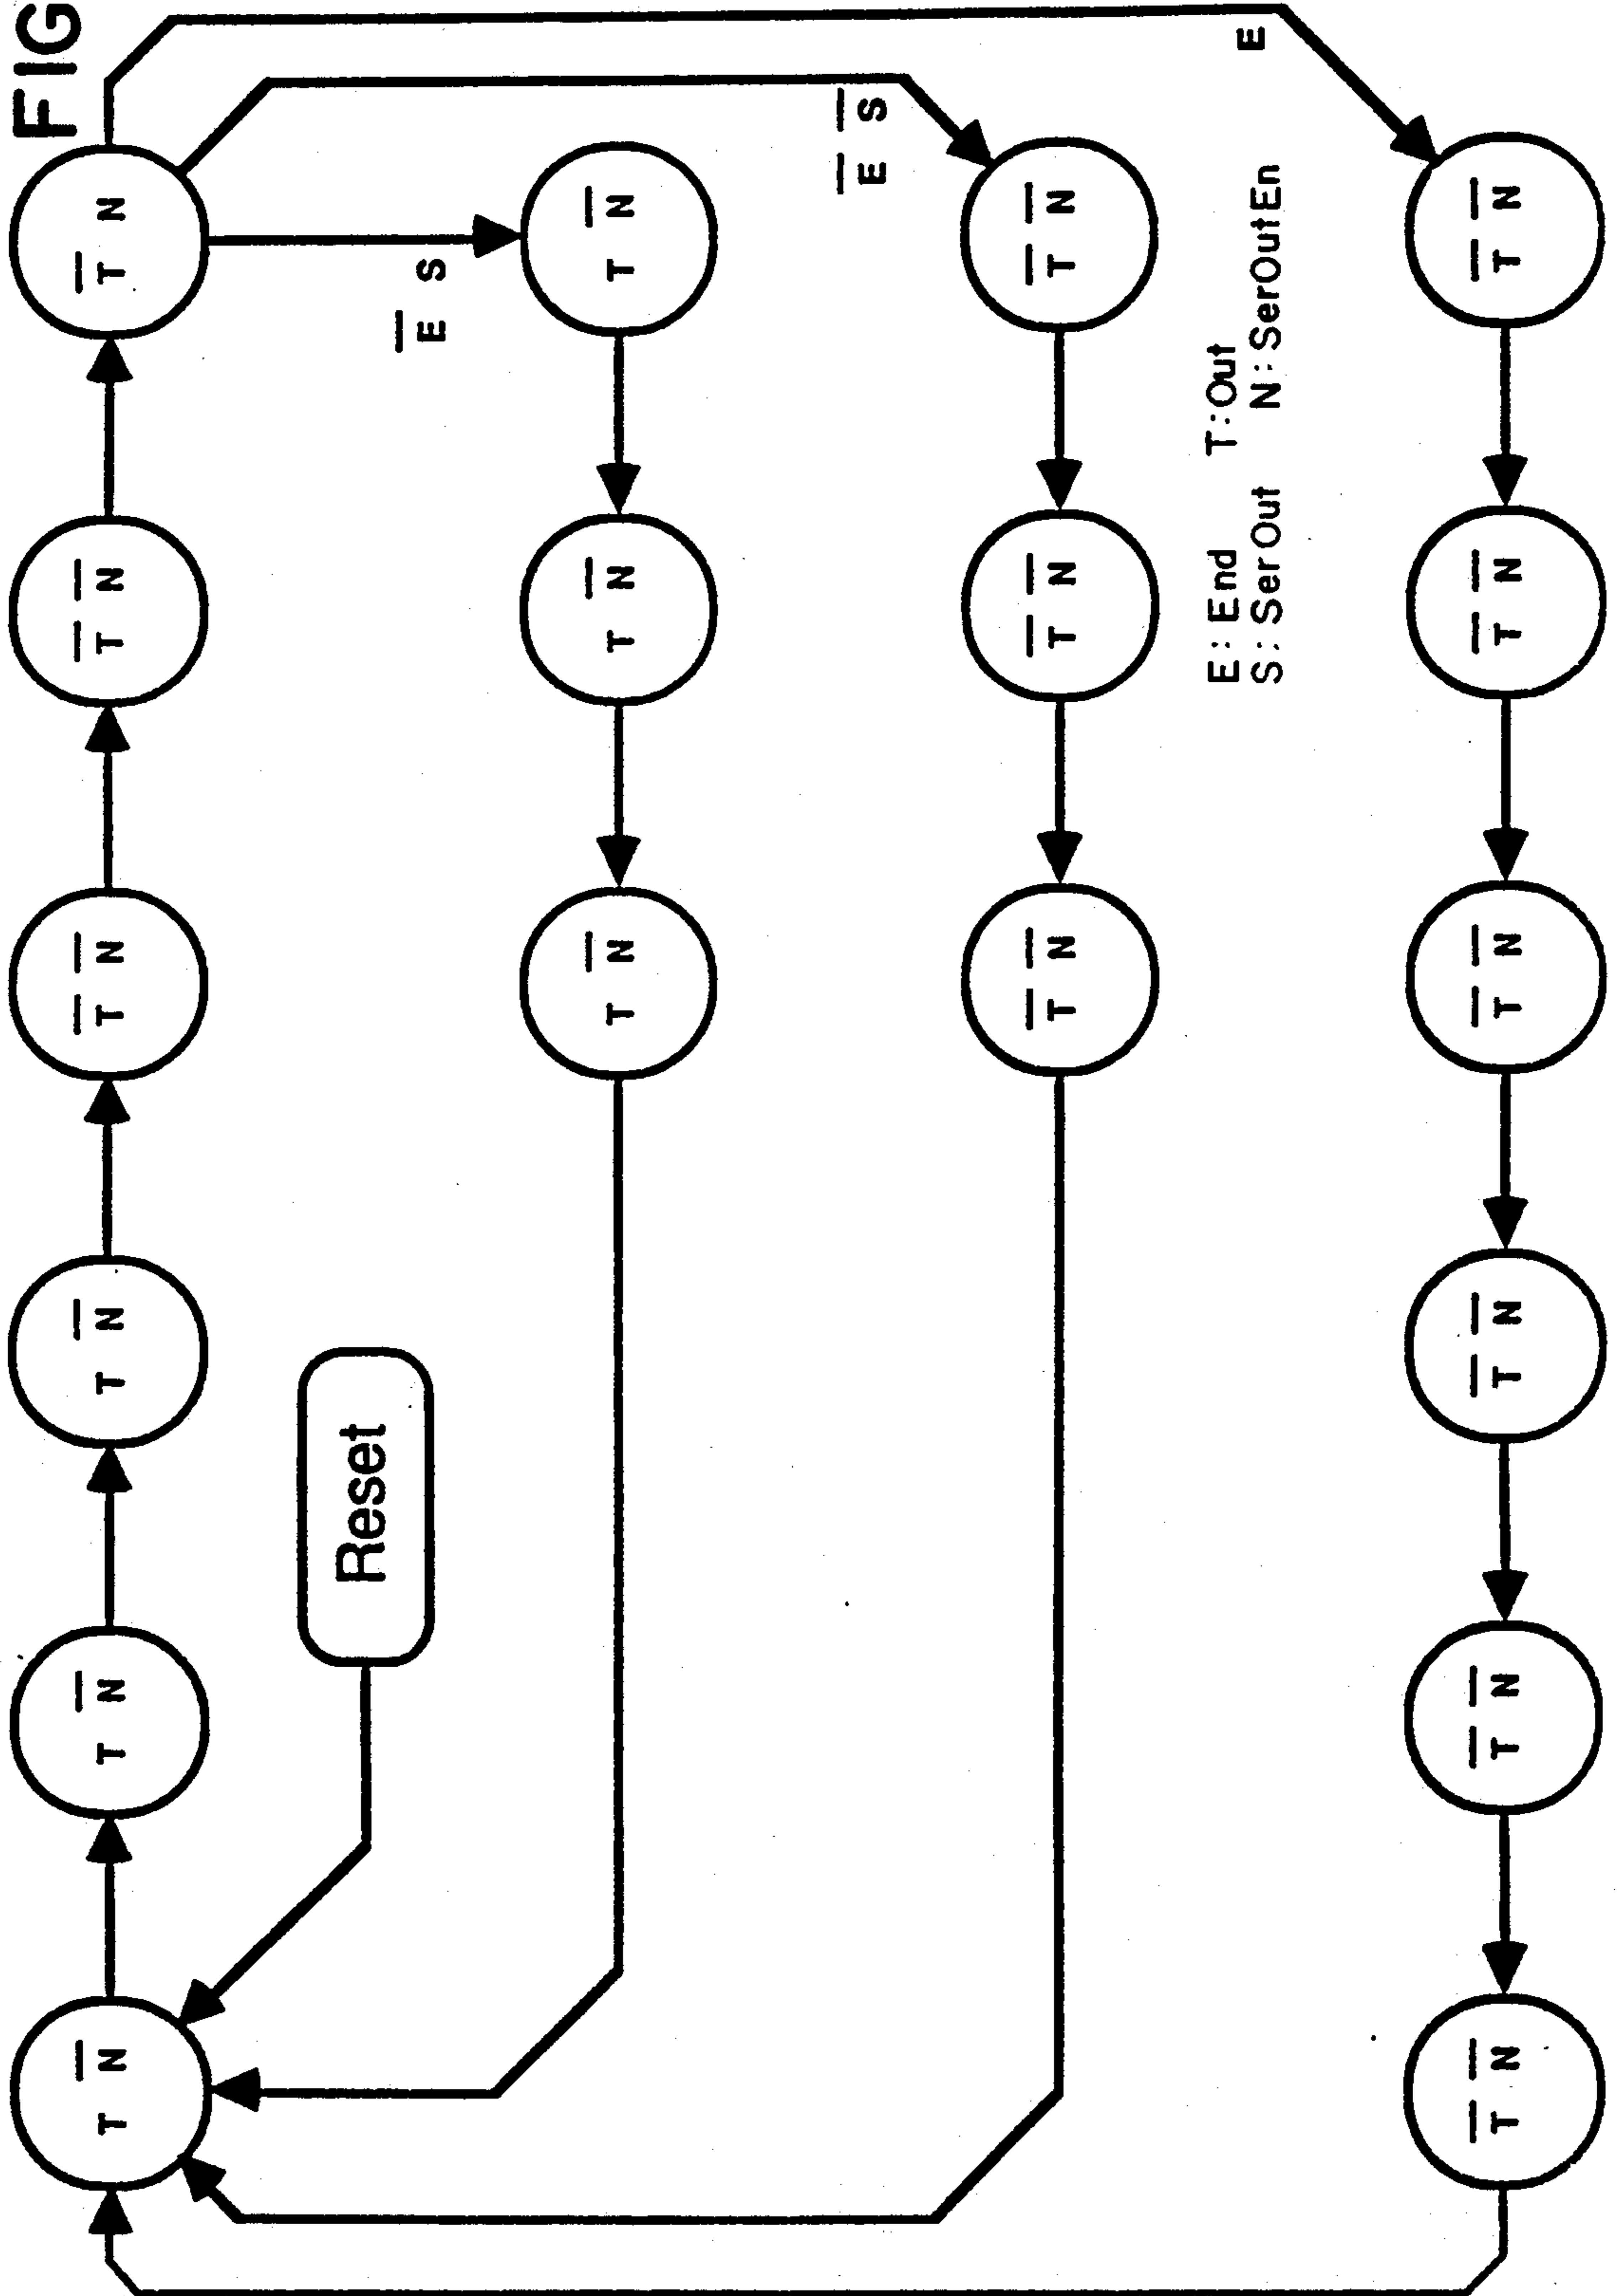 FIG
T N̅
T N̅
T N̅
T̅ N̅
T̅ N̅
T̅ N
Reset
E̅ S
T N̅
T N̅
T N̅
E̅ S̅
T̅ N̅
T̅ N̅
T̅ N̅
E: End T: Out
S: SerOut N: SerOutEn
E
T̅ N̅
T̅ N̅
T̅ N̅
T̅ N̅
T̅ N̅
T̅ N̅